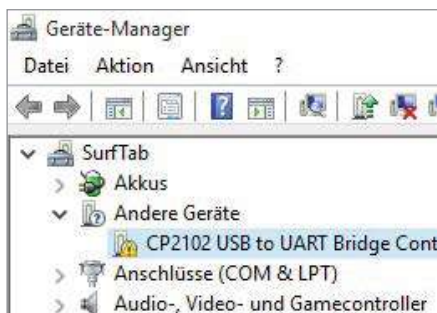 Geräte-Manager
Datei Aktion Ansicht ?
SurfTab
Akkus
Andere Geräte
CP2102 USB to UART Bridge Cont
Anschlüsse (COM & LPT)
Audio-, Video- und Gamecontroller